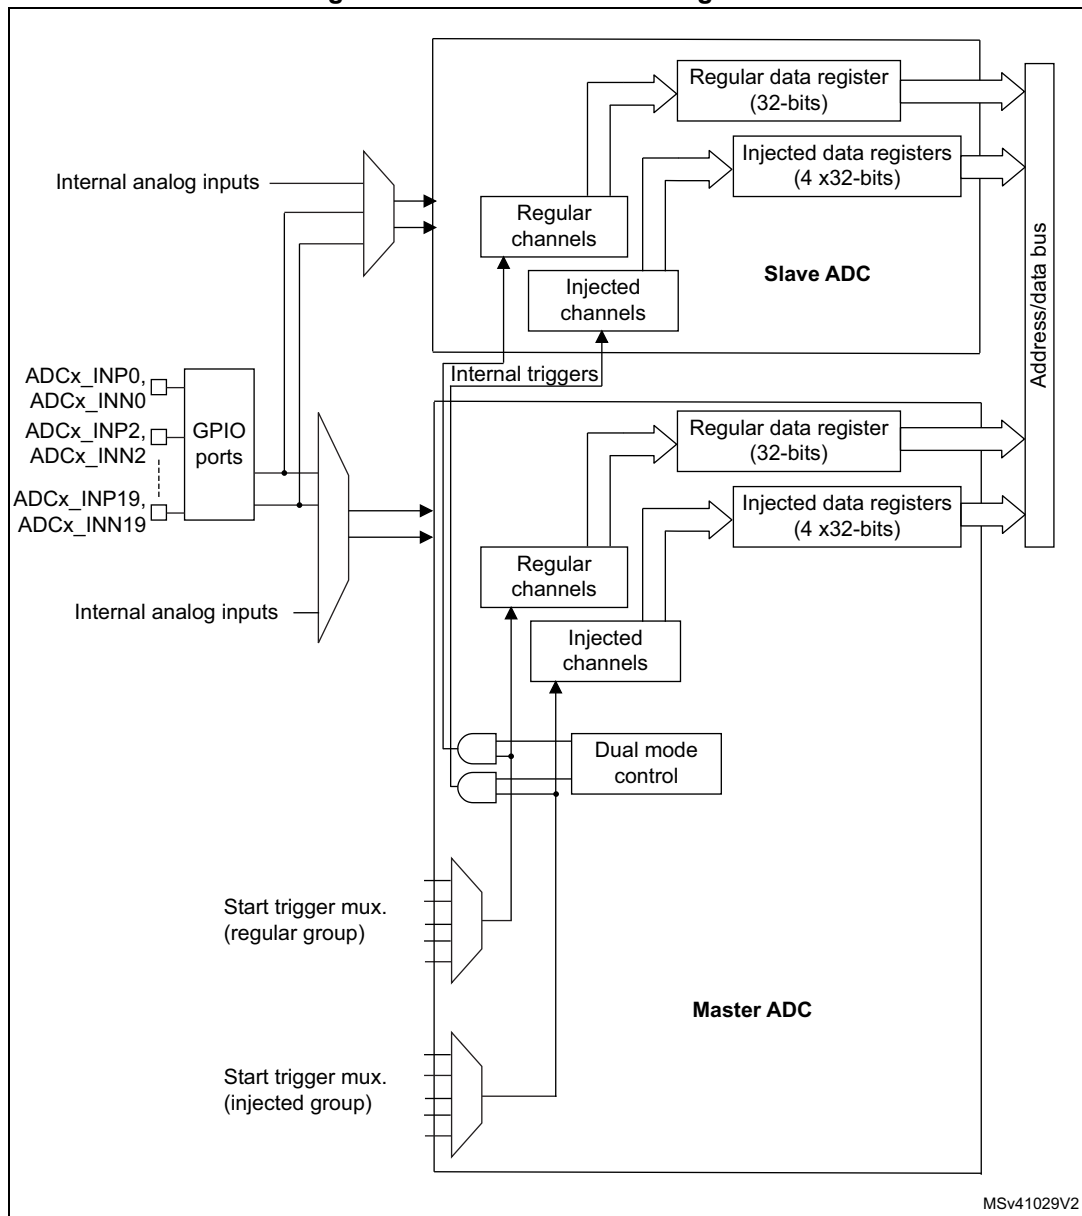 Regular data register
(32-bits)
Injected data registers
(4 x32-bits)
Internal analog inputs
Regular
channels
Slave ADC
Injected
channels
Address/data bus
Internal triggers
ADCx_INP0,
ADCx_INN0
ADCx_INP2,
ADCx_INN2
ADCx_INP19,
ADCx_INN19
GPIO
ports
Regular data register
(32-bits)
Injected data registers
(4 x32-bits)
Regular
channels
Internal analog inputs
Injected
channels
Dual mode
control
Start trigger mux.
(regular group)
Master ADC
Start trigger mux.
(injected group)
MSv41029V2